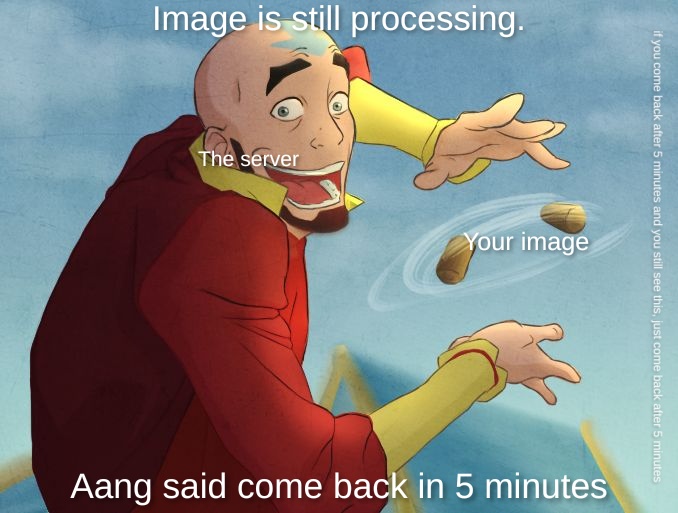 Image is still processing.
The server
Your image
Aang said come back in 5 minutes
if you come back after 5 minutes and you still see this, just come back after 5 minutes